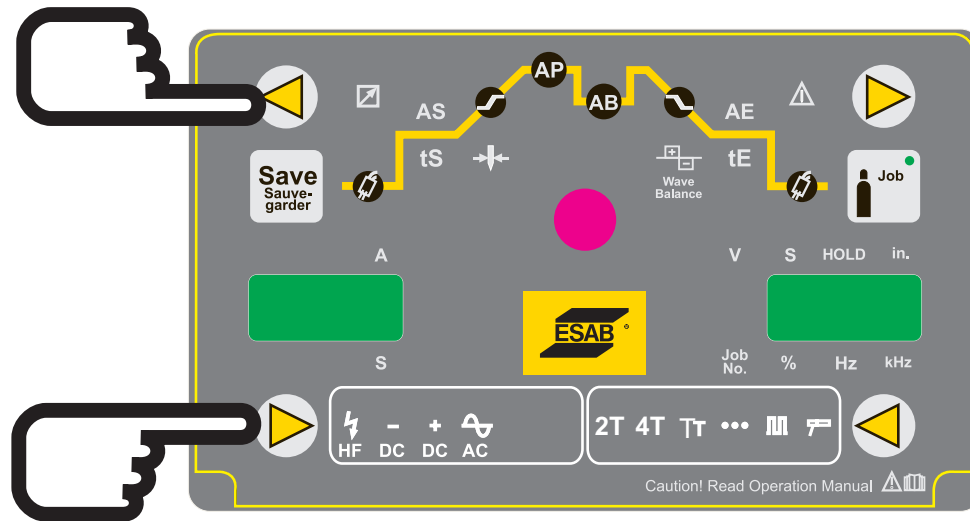 AP
AS AB AE
tS tE
Save
Sauve-
garder
Wave
Balance
Job
A V S HOLD in.
ESAB ®
S Job
No. % Hz kHz
2T 4T TT
HF DC DC AC
Caution! Read Operation Manual